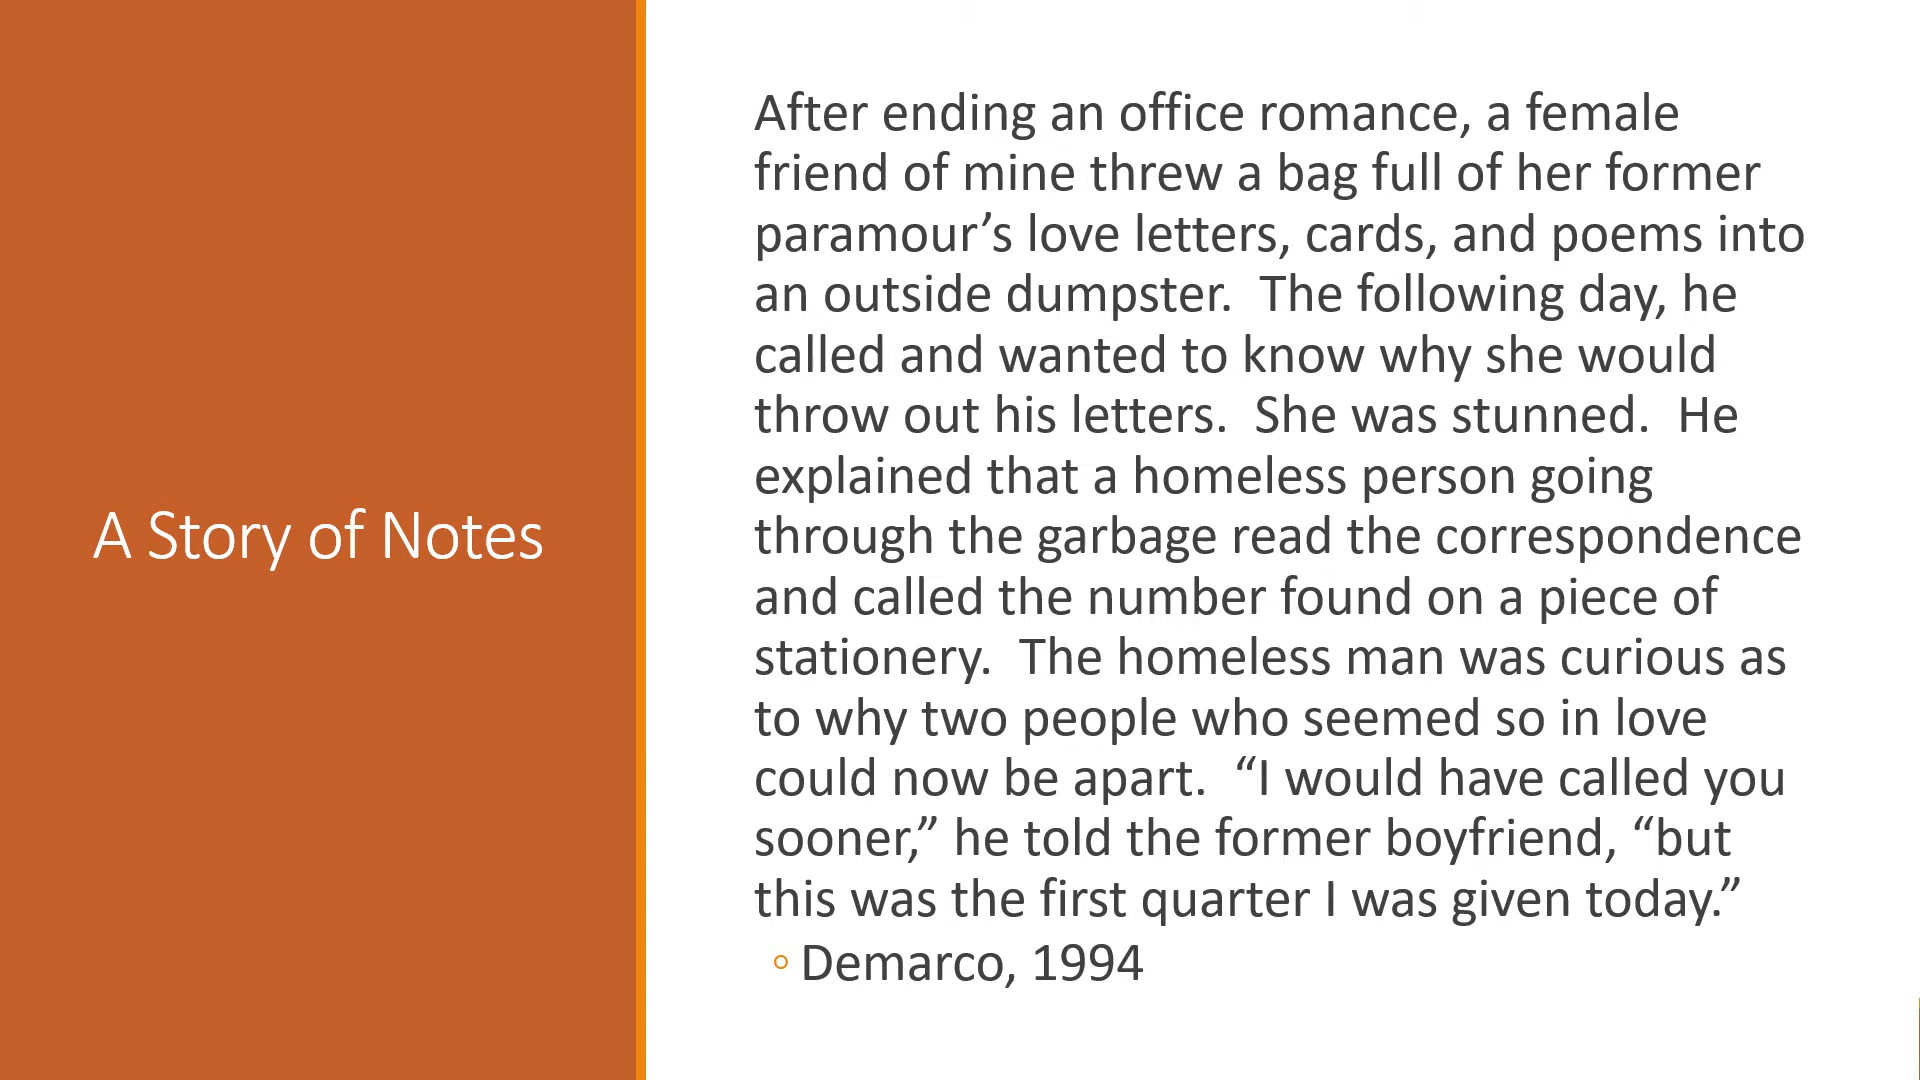 A Story of Notes
After ending an office romance, a female
friend of mine threw a bag full of her former
paramour’s love letters, cards, and poems into
an outside dumpster.  The following day, he
called and wanted to know why she would
throw out his letters.  She was stunned.  He
explained that a homeless person going
through the garbage read the correspondence
and called the number found on a piece of
stationery.  The homeless man was curious as
to why two people who seemed so in love
could now be apart.  “I would have called you
sooner,” he told the former boyfriend, “but
this was the first quarter I was given today.”
◦ Demarco, 1994